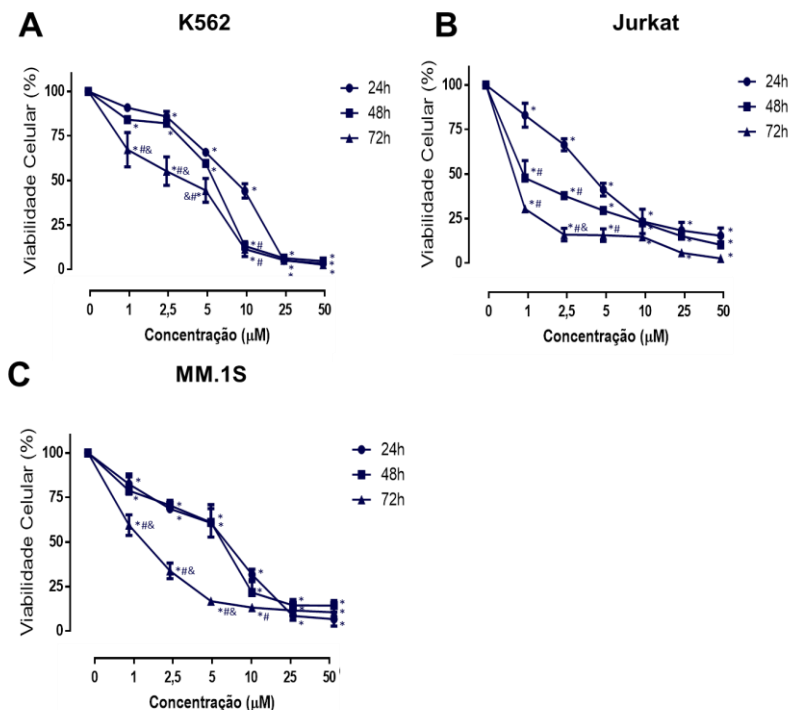 A
K562
Viabilidade Celular (%)
100
75
50
25
0
0 1 2,5 5 10 25 50
Concentração (μM)
24h
48h
72h
*
*
*
*#&
*#&
*
*
&#*
*
*#
*#
*
*
*
*
*
*
B
Jurkat
Viabilidade Celular (%)
100
75
50
25
0
0 1 2,5 5 10 25 50
Concentração (μM)
24h
48h
72h
*
*#
*#
*
*#
*#&
*
*
*#
*
*
*
*
*
*
*
*
C
MM.1S
Viabilidade Celular (%)
100
75
50
25
0
0 1 2,5 5 10 25 50
Concentração (μM)
24h
48h
72h
*
*
*#&
*
*
*#&
*
*
*#&
*
*
*#
*
*
*
*
*